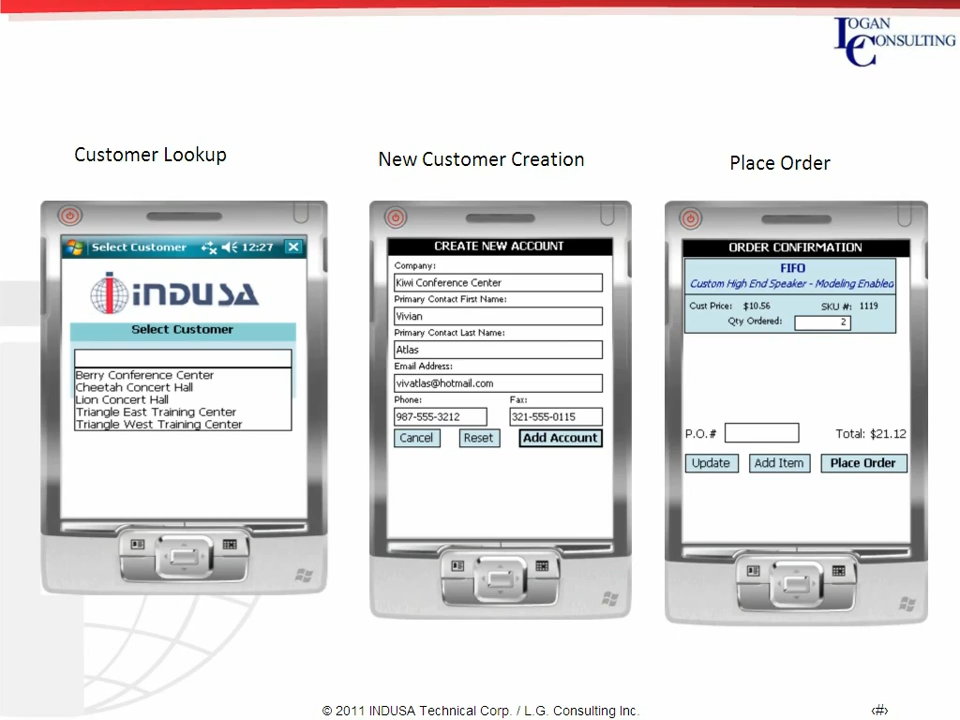 LOGAN
CONSULTING
Customer Lookup
New Customer Creation
Place Order
Select Customer 12:27
INDUSA
Select Customer
Berry Conference Center
Cheetah Concert Hall
Lion Concert Hall
Triangle East Training Center
Triangle West Training Center
CREATE NEW ACCOUNT
Company:
Kiwi Conference Center
Primary Contact First Name:
Vivian
Primary Contact Last Name:
Atlas
Email Address:
vivatlas@hotmail.com
Phone: Fax:
987-555-3212 321-555-0115
Cancel Reset Add Account
ORDER CONFIRMATION
FIFO
Custom High End Speaker - Modeling Enabled
Cust Price: $10.56 SKU #: 1119
Qty Ordered: 2
P.O.# Total: $21.12
Update Add Item Place Order
© 2011 INDUSA Technical Corp. / L.G. Consulting Inc.
‹#›